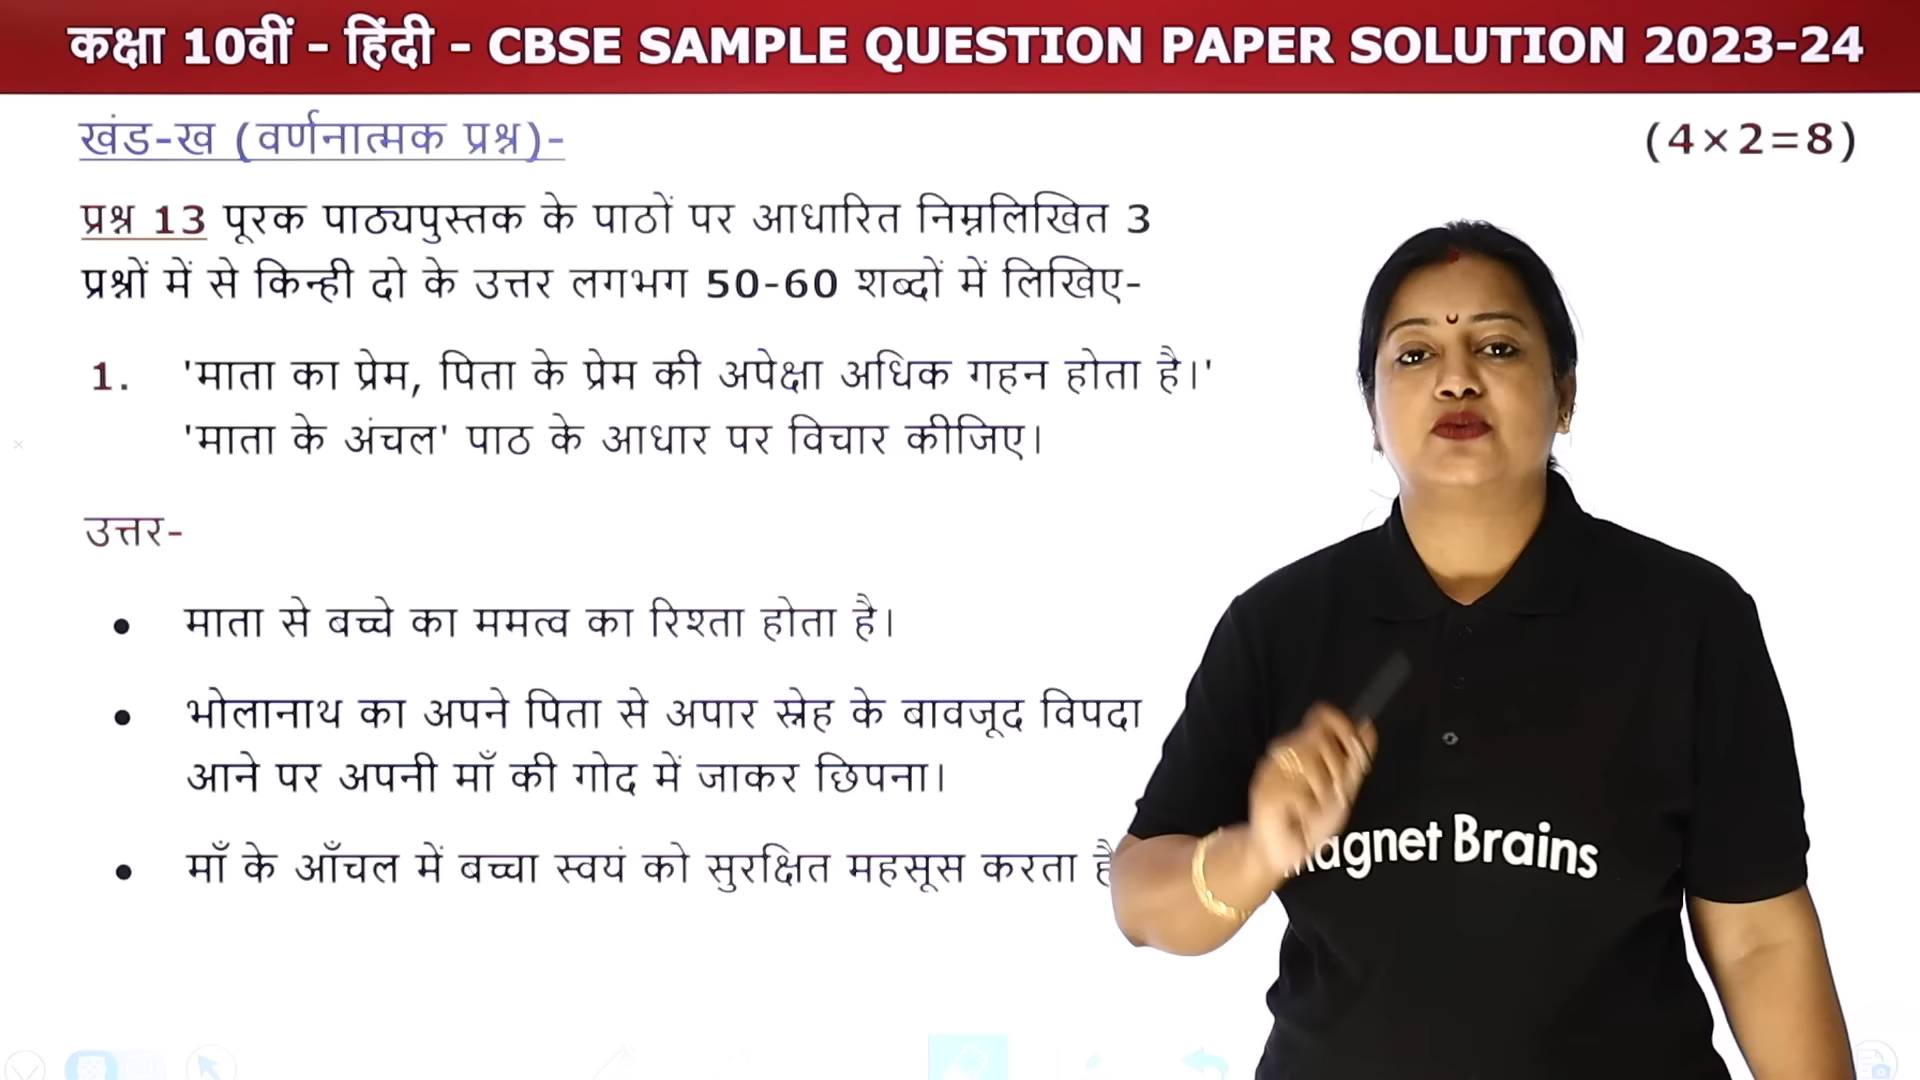 कक्षा 10वीं - हिंदी - CBSE SAMPLE QUESTION PAPER SOLUTION 2023-24
खंड-ख (वर्णनात्मक प्रश्न)-
(4×2=8)
प्रश्न 13 पूरक पाठ्यपुस्तक के पाठों पर आधारित निम्नलिखित 3
प्रश्नों में से किन्ही दो के उत्तर लगभग 50-60 शब्दों में लिखिए-
1. 'माता का प्रेम, पिता के प्रेम की अपेक्षा अधिक गहन होता है।'
'माता के अंचल' पाठ के आधार पर विचार कीजिए।
उत्तर-
• माता से बच्चे का ममत्व का रिश्ता होता है।
• भोलानाथ का अपने पिता से अपार स्नेह के बावजूद विपदा
आने पर अपनी माँ की गोद में जाकर छिपना।
• माँ के आँचल में बच्चा स्वयं को सुरक्षित महसूस करता है
Magnet Brains